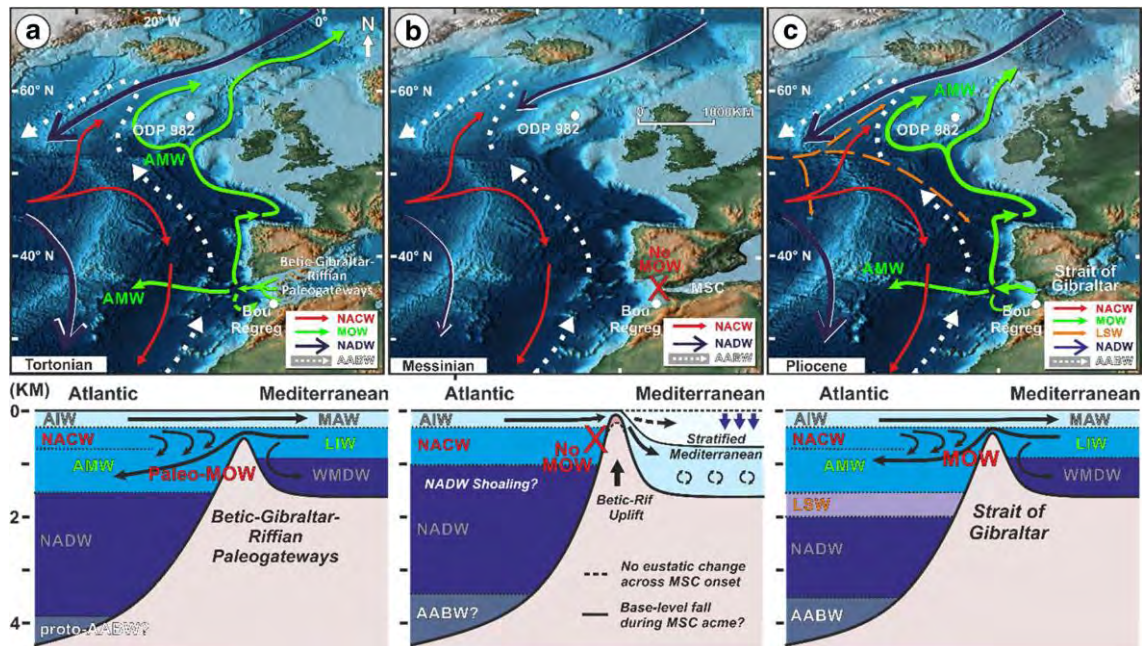 a
20° W
0°
N
60° N
ODP 982
AMW
40° N
Betic-Gibraltar-
Riffian
Paleogateways
AMW
Bou
Regreg
NACW
MOW
NADW
AABW
Tortonian
b
0 1000KM
ODP 982
No
MOW
MSC
Bou
Regreg
NACW
NADW
AABW
Messinian
c
60° N
AMW
ODP 982
40° N
AMW
Strait of
Gibraltar
Bou
Regreg
NACW
MOW
LSW
NADW
AABW
Pliocene
(KM)
0
2
4
Atlantic Mediterranean
AIW MAW
NACW LIW
AMW Paleo-MOW WMDW
NADW
Betic-Gibraltar-
Riffian
Paleogateways
proto-AABW?
Atlantic Mediterranean
AIW
NACW
No
MOW
Stratified
Mediterranean
NADW Shoaling?
Betic-Rif
Uplift
NADW
No eustatic change
across MSC onset
AABW?
Base-level fall
during MSC acme?
Atlantic Mediterranean
AIW MAW
NACW LIW
AMW MOW WMDW
LSW
NADW
Strait of
Gibraltar
AABW